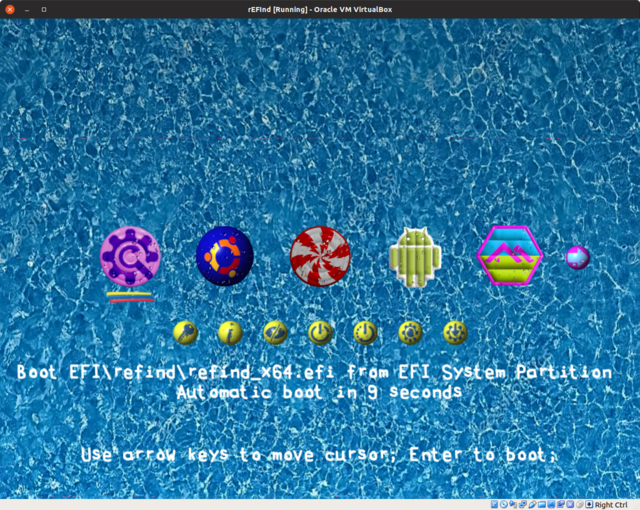 rEFInd [Running] - Oracle VM VirtualBox
Boot EFI\refind\refind_x64.efi from EFI System Partition
Automatic boot in 9 seconds
Use arrow keys to move cursor; Enter to boot;
Right Ctrl